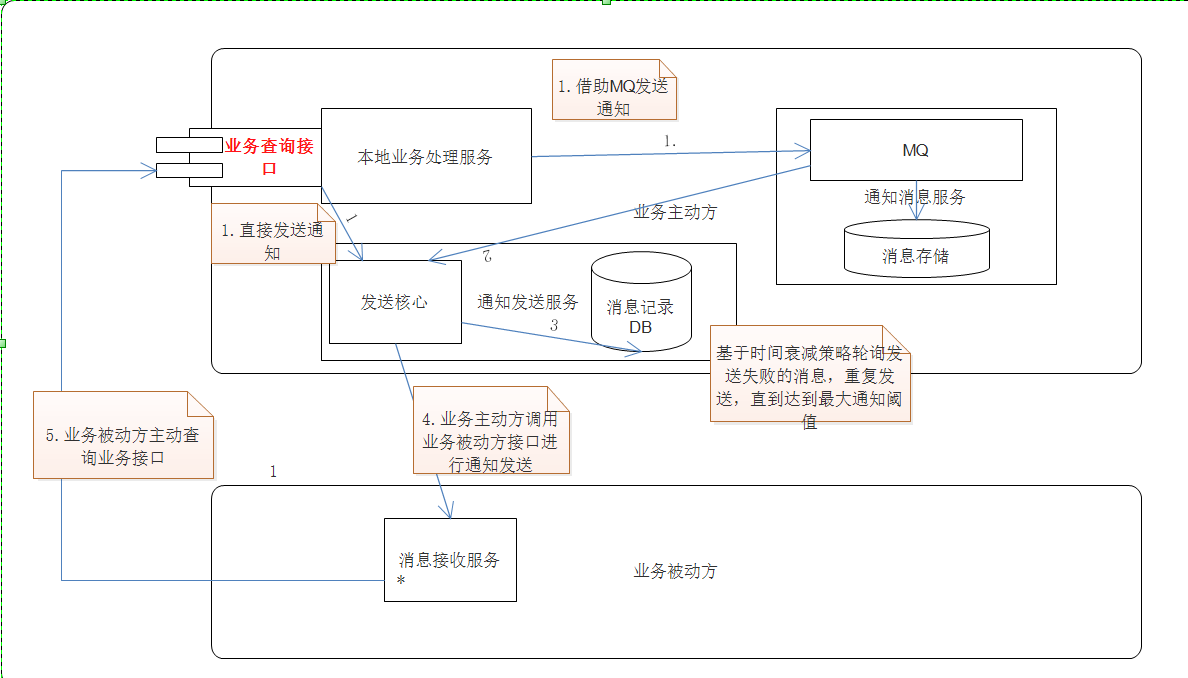 1. 借助MQ发送
通知
业务查询接
口
本地业务处理服务
1.
MQ
通知消息服务
消息存储
1. 直接发送通
知
1
业务主动方
2
发送核心
通知发送服务
3
消息记录
DB
基于时间衰减策略轮询发
送失败的消息，重复发
送，直到达到最大通知阈
值
4. 业务主动方调用
业务被动方接口进
行通知发送
5. 业务被动方主动查
询业务接口
1
消息接收服务
*
业务被动方